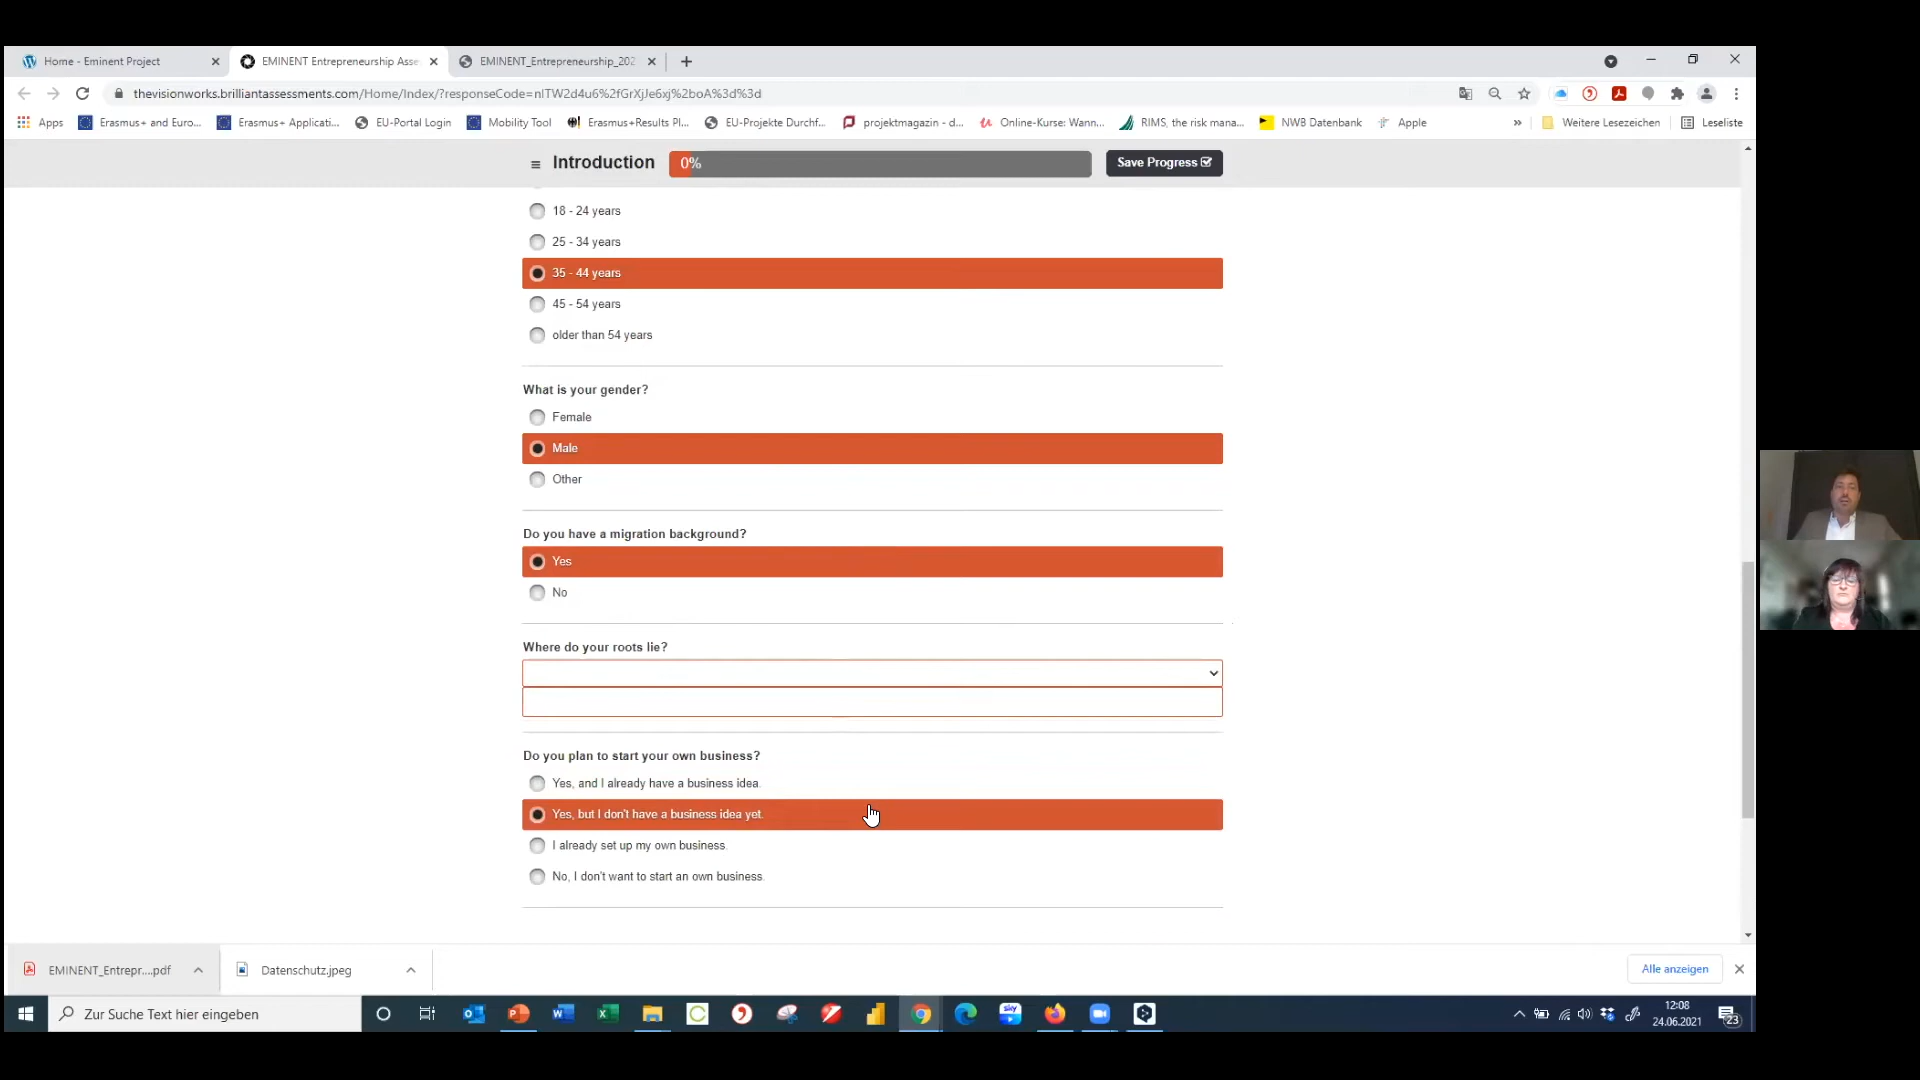 Home - Eminent Project
EMINENT Entrepreneurship Asse
EMINENT_Entrepreneurship_202
thevisionworks.brilliantassessments.com/Home/Index/?responseCode=nITW2d4u6%2fGrXjJe6xj%2boA%3d%3d
Apps
Erasmus+ and Euro...
Erasmus+ Applicati...
EU-Portal Login
Mobility Tool
Erasmus+Results Pl...
EU-Projekte Durchf...
projektmagazin - d...
Online-Kurse: Wann...
RIMS, the risk mana...
NWB Datenbank
Apple
»
Weitere Lesezeichen
Leseliste
Introduction
0%
Save Progress
18 - 24 years
25 - 34 years
35 - 44 years
45 - 54 years
older than 54 years
What is your gender?
Female
Male
Other
Do you have a migration background?
Yes
No
Where do your roots lie?
Do you plan to start your own business?
Yes, and I already have a business idea.
Yes, but I don't have a business idea yet.
I already set up my own business.
No, I don't want to start an own business.
EMINENT_Entrepr....pdf
Datenschutz.jpeg
Alle anzeigen
Zur Suche Text hier eingeben
sky
12:08
24.06.2021
23